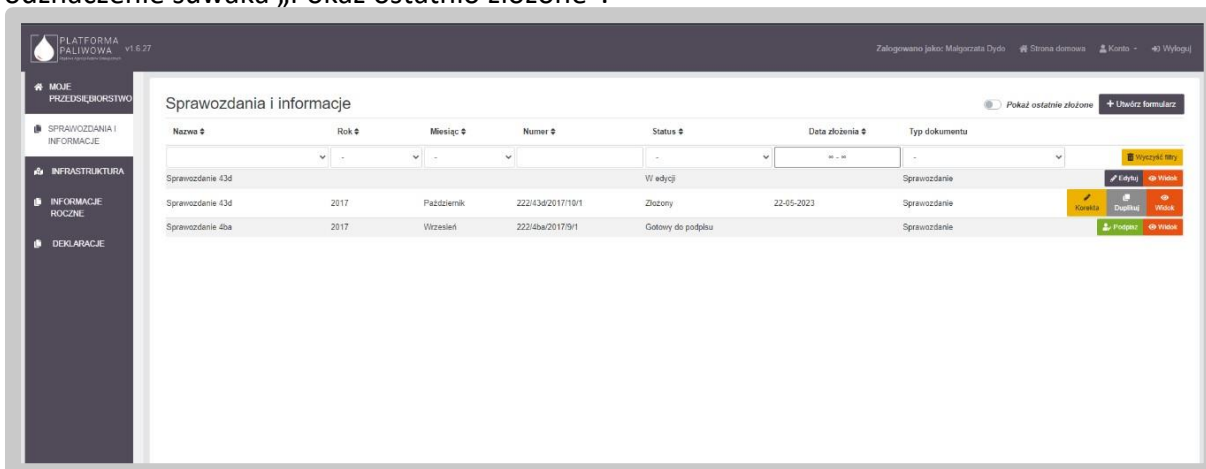 odznaczenie suwaka „Pokaż ostatnio złożone”.
PLATFORMA
PALIWOWA v1.6.27
Zalogowano jako: Małgorzata Dydo Strona domowa Konto Wyloguj
MOJE
PRZEDSIĘBIORSTWO
SPRAWOZDANIA I
INFORMACJE
INFRASTRUKTURA
INFORMACJE
ROCZNE
DEKLARACJE
Sprawozdania i informacje
Pokaż ostatnie złożone + Utwórz formularz
Nazwa Rok Miesiąc Numer Status Data złożenia Typ dokumentu
- - - ∞ - ∞ - Wyczyść filtry
Sprawozdanie 43d W edycji Sprawozdanie Edytuj Widok
Sprawozdanie 43d 2017 Październik 222/43d/2017/10/1 Złożony 22-05-2023 Sprawozdanie Korekta Duplikuj Widok
Sprawozdanie 4ba 2017 Wrzesień 222/4ba/2017/9/1 Gotowy do podpisu Sprawozdanie Podpisz Widok